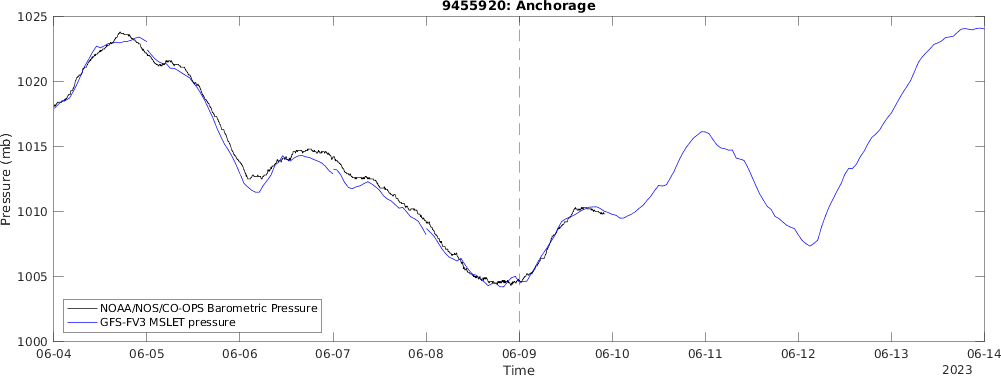 9455920: Anchorage
1025
1020
1015
1010
1005
1000
Pressure (mb)
NOAA/NOS/CO-OPS Barometric Pressure
GFS-FV3 MSLET pressure
06-04 06-05 06-06 06-07 06-08 06-09 06-10 06-11 06-12 06-13 06-14
Time
2023